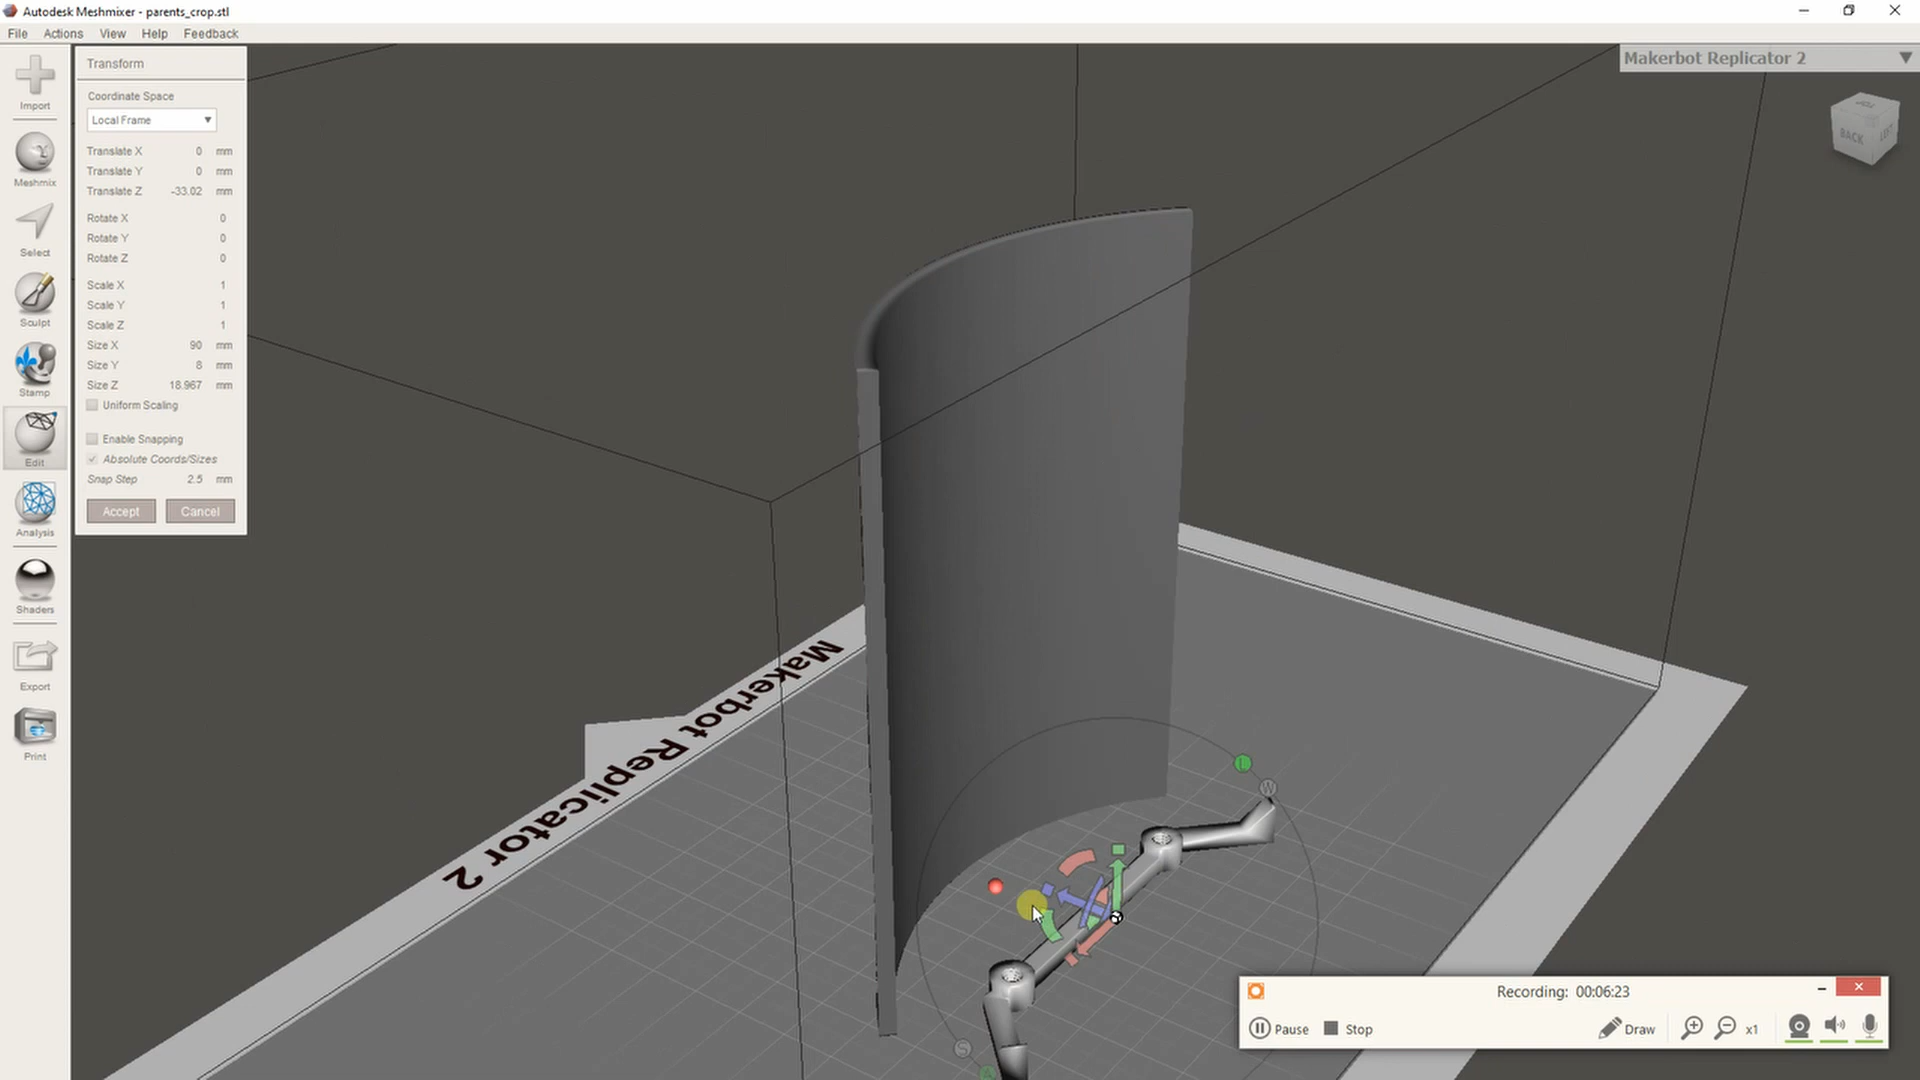 Autodesk Meshmixer - parents_crop.stl
File Actions View Help Feedback
Import
Meshmix
Select
Sculpt
Stamp
Edit
Analysis
Shaders
Export
Print
Transform
Coordinate Space
Local Frame
Translate X 0 mm
Translate Y 0 mm
Translate Z -33.02 mm
Rotate X 0
Rotate Y 0
Rotate Z 0
Scale X 1
Scale Y 1
Scale Z 1
Size X 90 mm
Size Y 8 mm
Size Z 18.967 mm
Uniform Scaling
Enable Snapping
Absolute Coords/Sizes
Snap Step 2.5 mm
Accept Cancel
Makerbot Replicator 2
TOP
BACK LEFT
Makerbot Replicator 2
L
W
S
A
Recording: 00:06:23
Pause Stop Draw x1